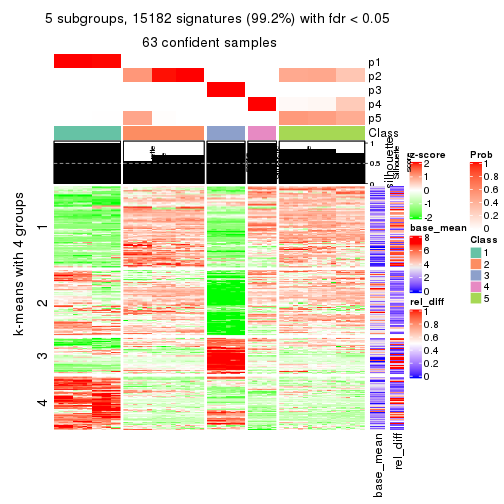 5 subgroups, 15182 signatures (99.2%) with fdr < 0.05
63 confident samples
p1
p2
p3
p4
p5
Class
1
0.5
0
silhouette
Silhouette
k-means with 4 groups
1
2
3
4
base_mean
rel_diff
z-score
2
1
0
-1
-2
base_mean
8
6
4
2
0
rel_diff
1
0.8
0.6
0.4
0.2
0
Prob
1
0.8
0.6
0.4
0.2
0
Class
1
2
3
4
5